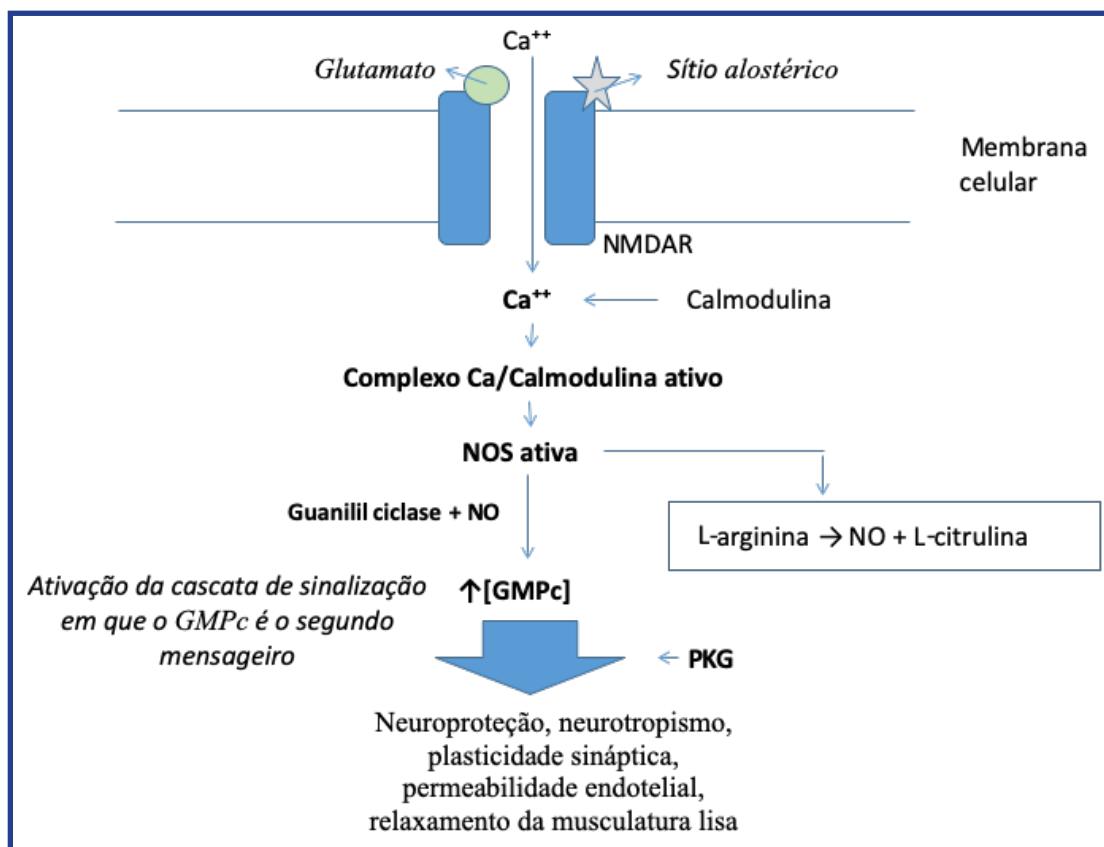 Ca⁺⁺
Glutamato
Sítio alostérico
Membrana
celular
NMDAR
Ca⁺⁺
Calmodulina
Complexo Ca/Calmodulina ativo
NOS ativa
Guanilil ciclase + NO
L-arginina → NO + L-citrulina
Ativação da cascata de sinalização
em que o GMPc é o segundo
mensageiro
↑[GMPc]
PKG
Neuroproteção, neurotropismo,
plasticidade sináptica,
permeabilidade endotelial,
relaxamento da musculatura lisa